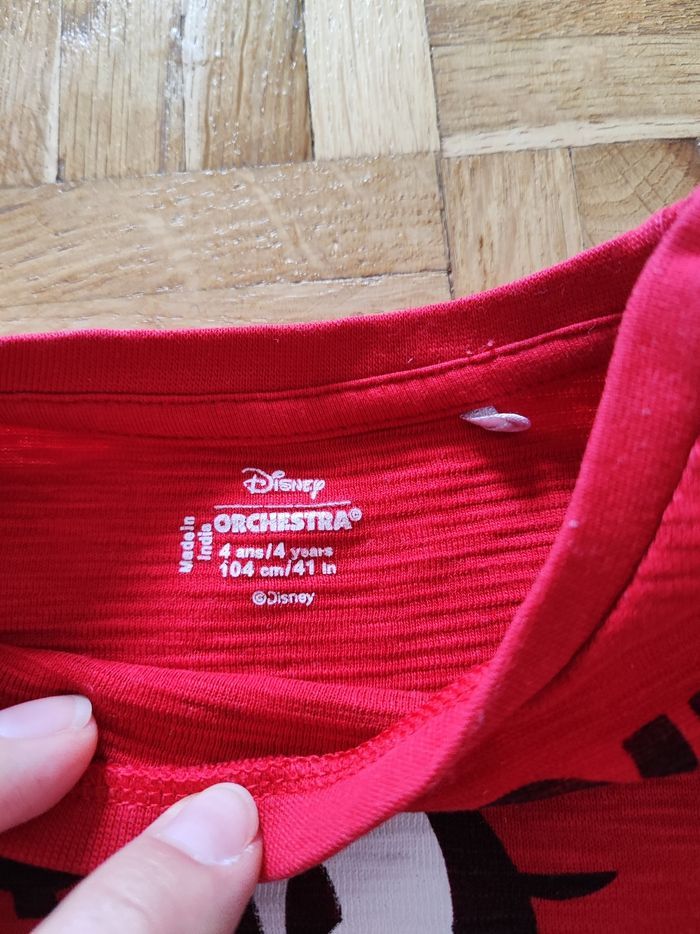 Disney
ORCHESTRA©
Made in
India
4 ans/4 years
104 cm/41 in
©Disney